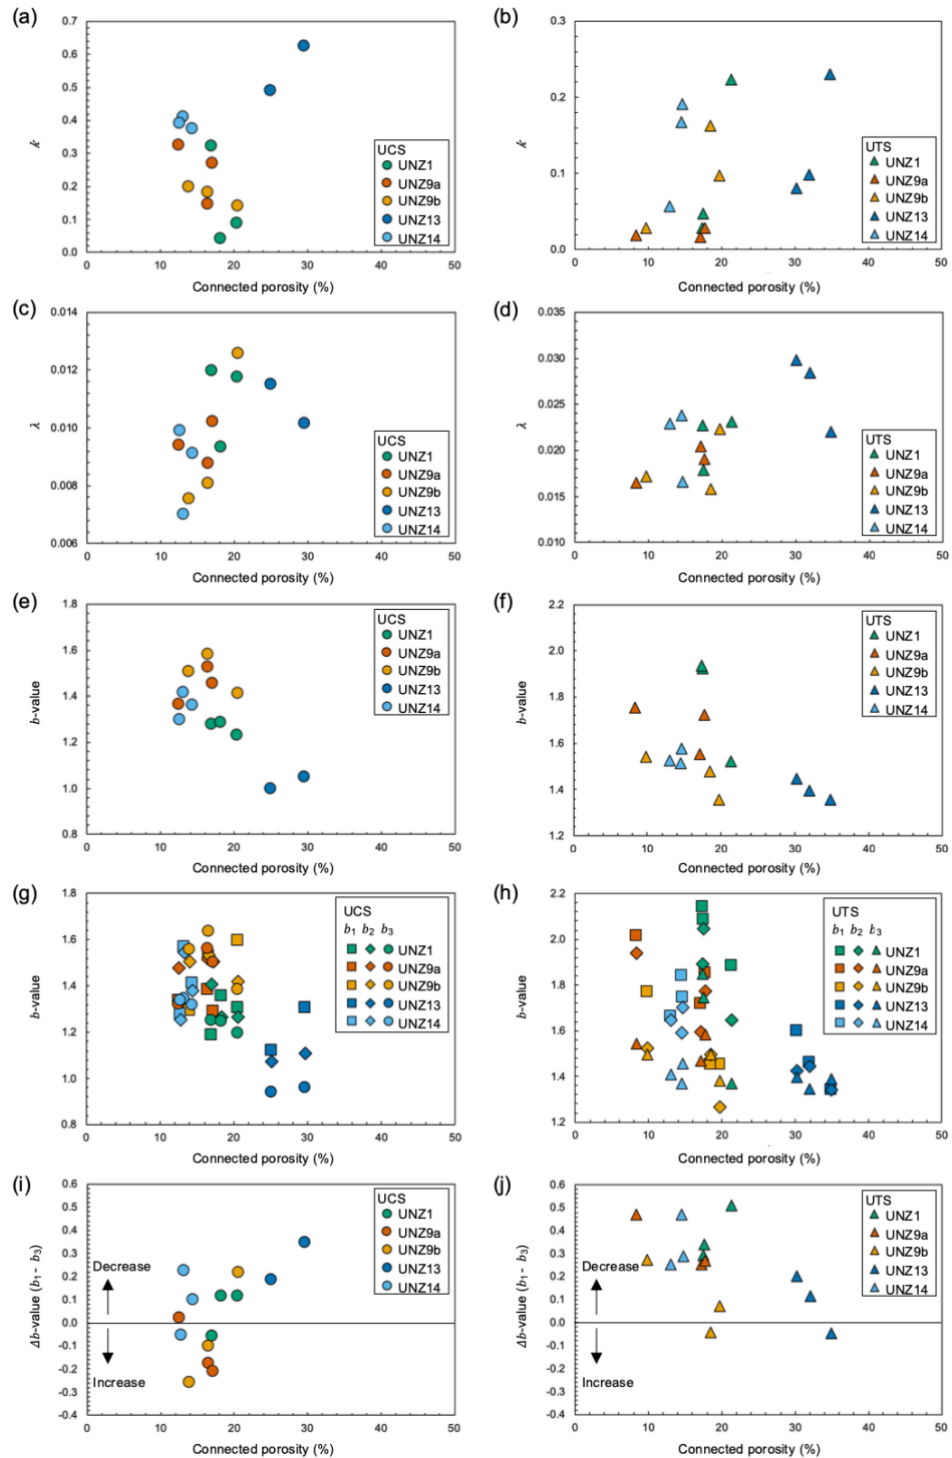 (a)
0.7
0.6
0.5
0.4
0.3
0.2
0.1
0.0
k
0 10 20 30 40 50
Connected porosity (%)
UCS
UNZ1
UNZ9a
UNZ9b
UNZ13
UNZ14
(b)
0.3
0.2
0.1
0.0
k
0 10 20 30 40 50
Connected porosity (%)
UTS
UNZ1
UNZ9a
UNZ9b
UNZ13
UNZ14
(c)
0.014
0.012
0.010
0.008
0.006
λ
0 10 20 30 40 50
Connected porosity (%)
UCS
UNZ1
UNZ9a
UNZ9b
UNZ13
UNZ14
(d)
0.035
0.030
0.025
0.020
0.015
0.010
λ
0 10 20 30 40 50
Connected porosity (%)
UTS
UNZ1
UNZ9a
UNZ9b
UNZ13
UNZ14
(e)
1.8
1.6
1.4
1.2
1.0
0.8
b-value
0 10 20 30 40 50
Connected porosity (%)
UCS
UNZ1
UNZ9a
UNZ9b
UNZ13
UNZ14
(f)
2.2
2.0
1.8
1.6
1.4
1.2
b-value
0 10 20 30 40 50
Connected porosity (%)
UTS
UNZ1
UNZ9a
UNZ9b
UNZ13
UNZ14
(g)
1.8
1.6
1.4
1.2
1.0
0.8
b-value
0 10 20 30 40 50
Connected porosity (%)
UCS
b₁ b₂ b₃
UNZ1
UNZ9a
UNZ9b
UNZ13
UNZ14
(h)
2.2
2.0
1.8
1.6
1.4
1.2
b-value
0 10 20 30 40 50
Connected porosity (%)
UTS
b₁ b₂ b₃
UNZ1
UNZ9a
UNZ9b
UNZ13
UNZ14
(i)
0.6
0.5
0.4
0.3
0.2
0.1
0.0
-0.1
-0.2
-0.3
-0.4
Δb-value (b₁- b₃)
Decrease
Increase
0 10 20 30 40 50
Connected porosity (%)
UCS
UNZ1
UNZ9a
UNZ9b
UNZ13
UNZ14
(j)
0.6
0.5
0.4
0.3
0.2
0.1
0.0
-0.1
-0.2
-0.3
-0.4
Δb-value (b₁- b₃)
Decrease
Increase
0 10 20 30 40 50
Connected porosity (%)
UTS
UNZ1
UNZ9a
UNZ9b
UNZ13
UNZ14